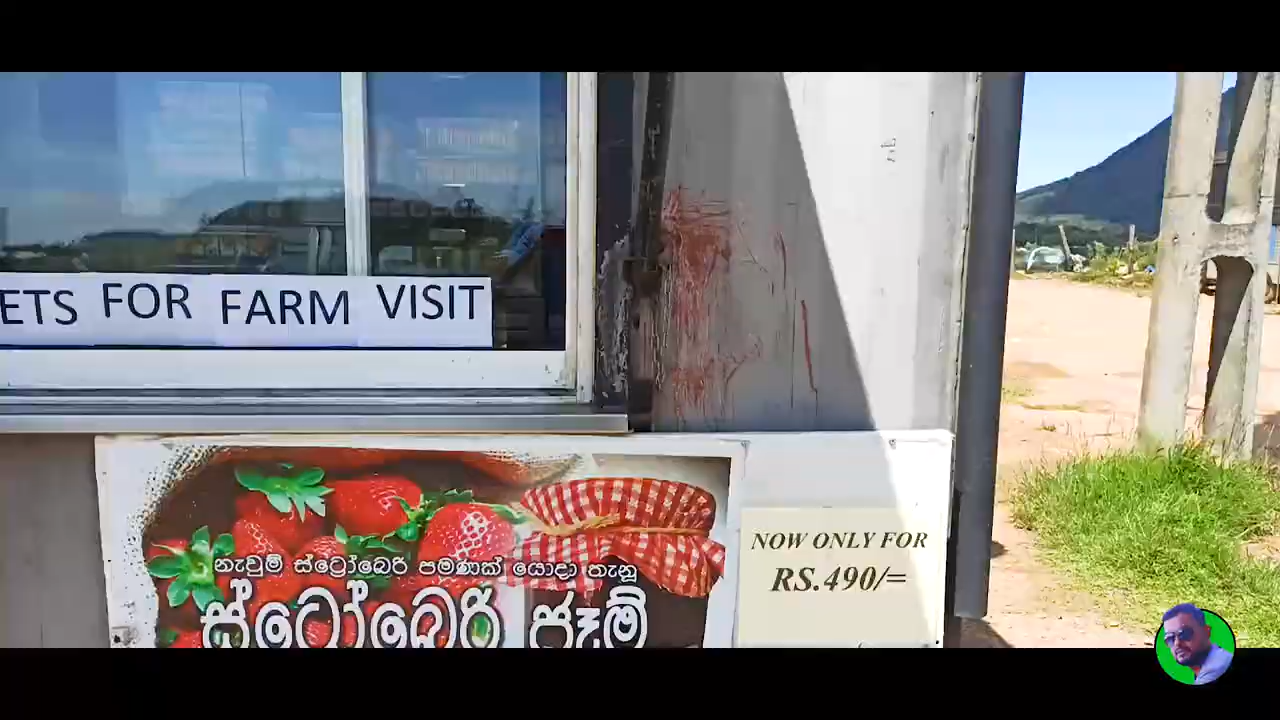 ETS FOR FARM VISIT
NOW ONLY FOR
RS.490/=
නැවුම් ස්ට්‍රෝබෙරි පමණක් යොදා තැනූ
ස්ට්‍රෝබෙරි ජෑම්